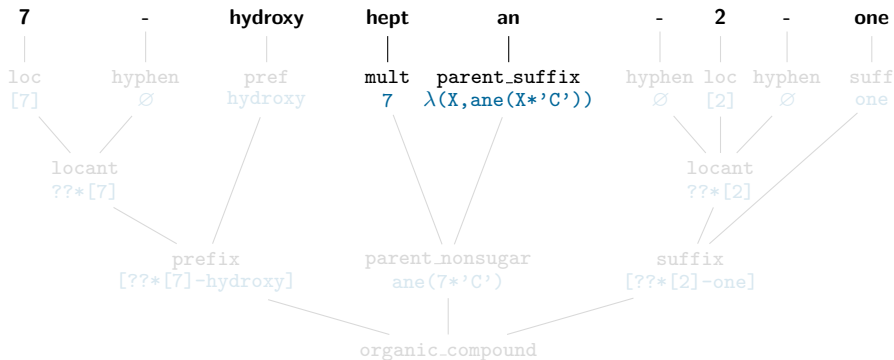 7 - hydroxy hept an - 2 - one
loc hyphen pref mult parent_suffix hyphen loc hyphen suff
[7] ∅ hydroxy 7 λ(X,ane(X*'C')) ∅ [2] ∅ one
locant locant
??*[7] ??*[2]
prefix parent_nonsugar suffix
[??*[7]-hydroxy] ane(7*'C') [??*[2]-one]
organic_compound